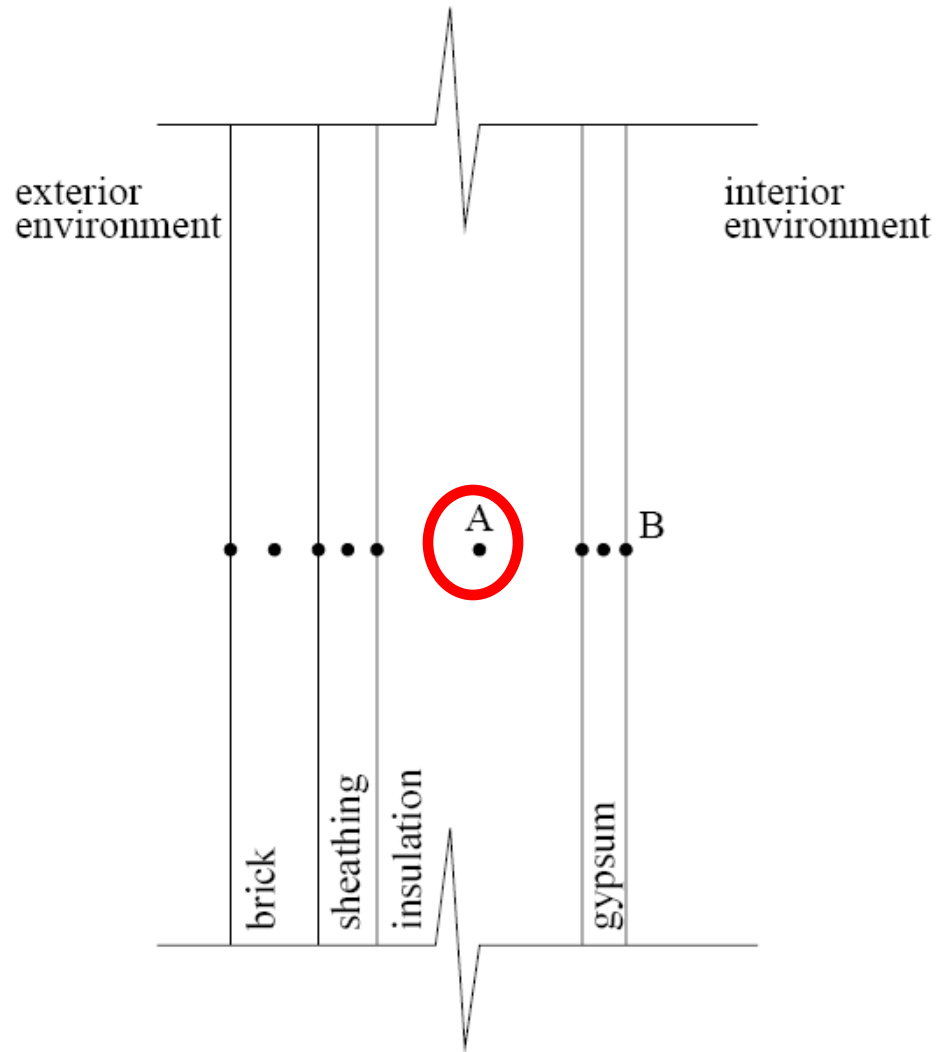 exterior
environment
interior
environment
A
B
brick
sheathing
insulation
gypsum